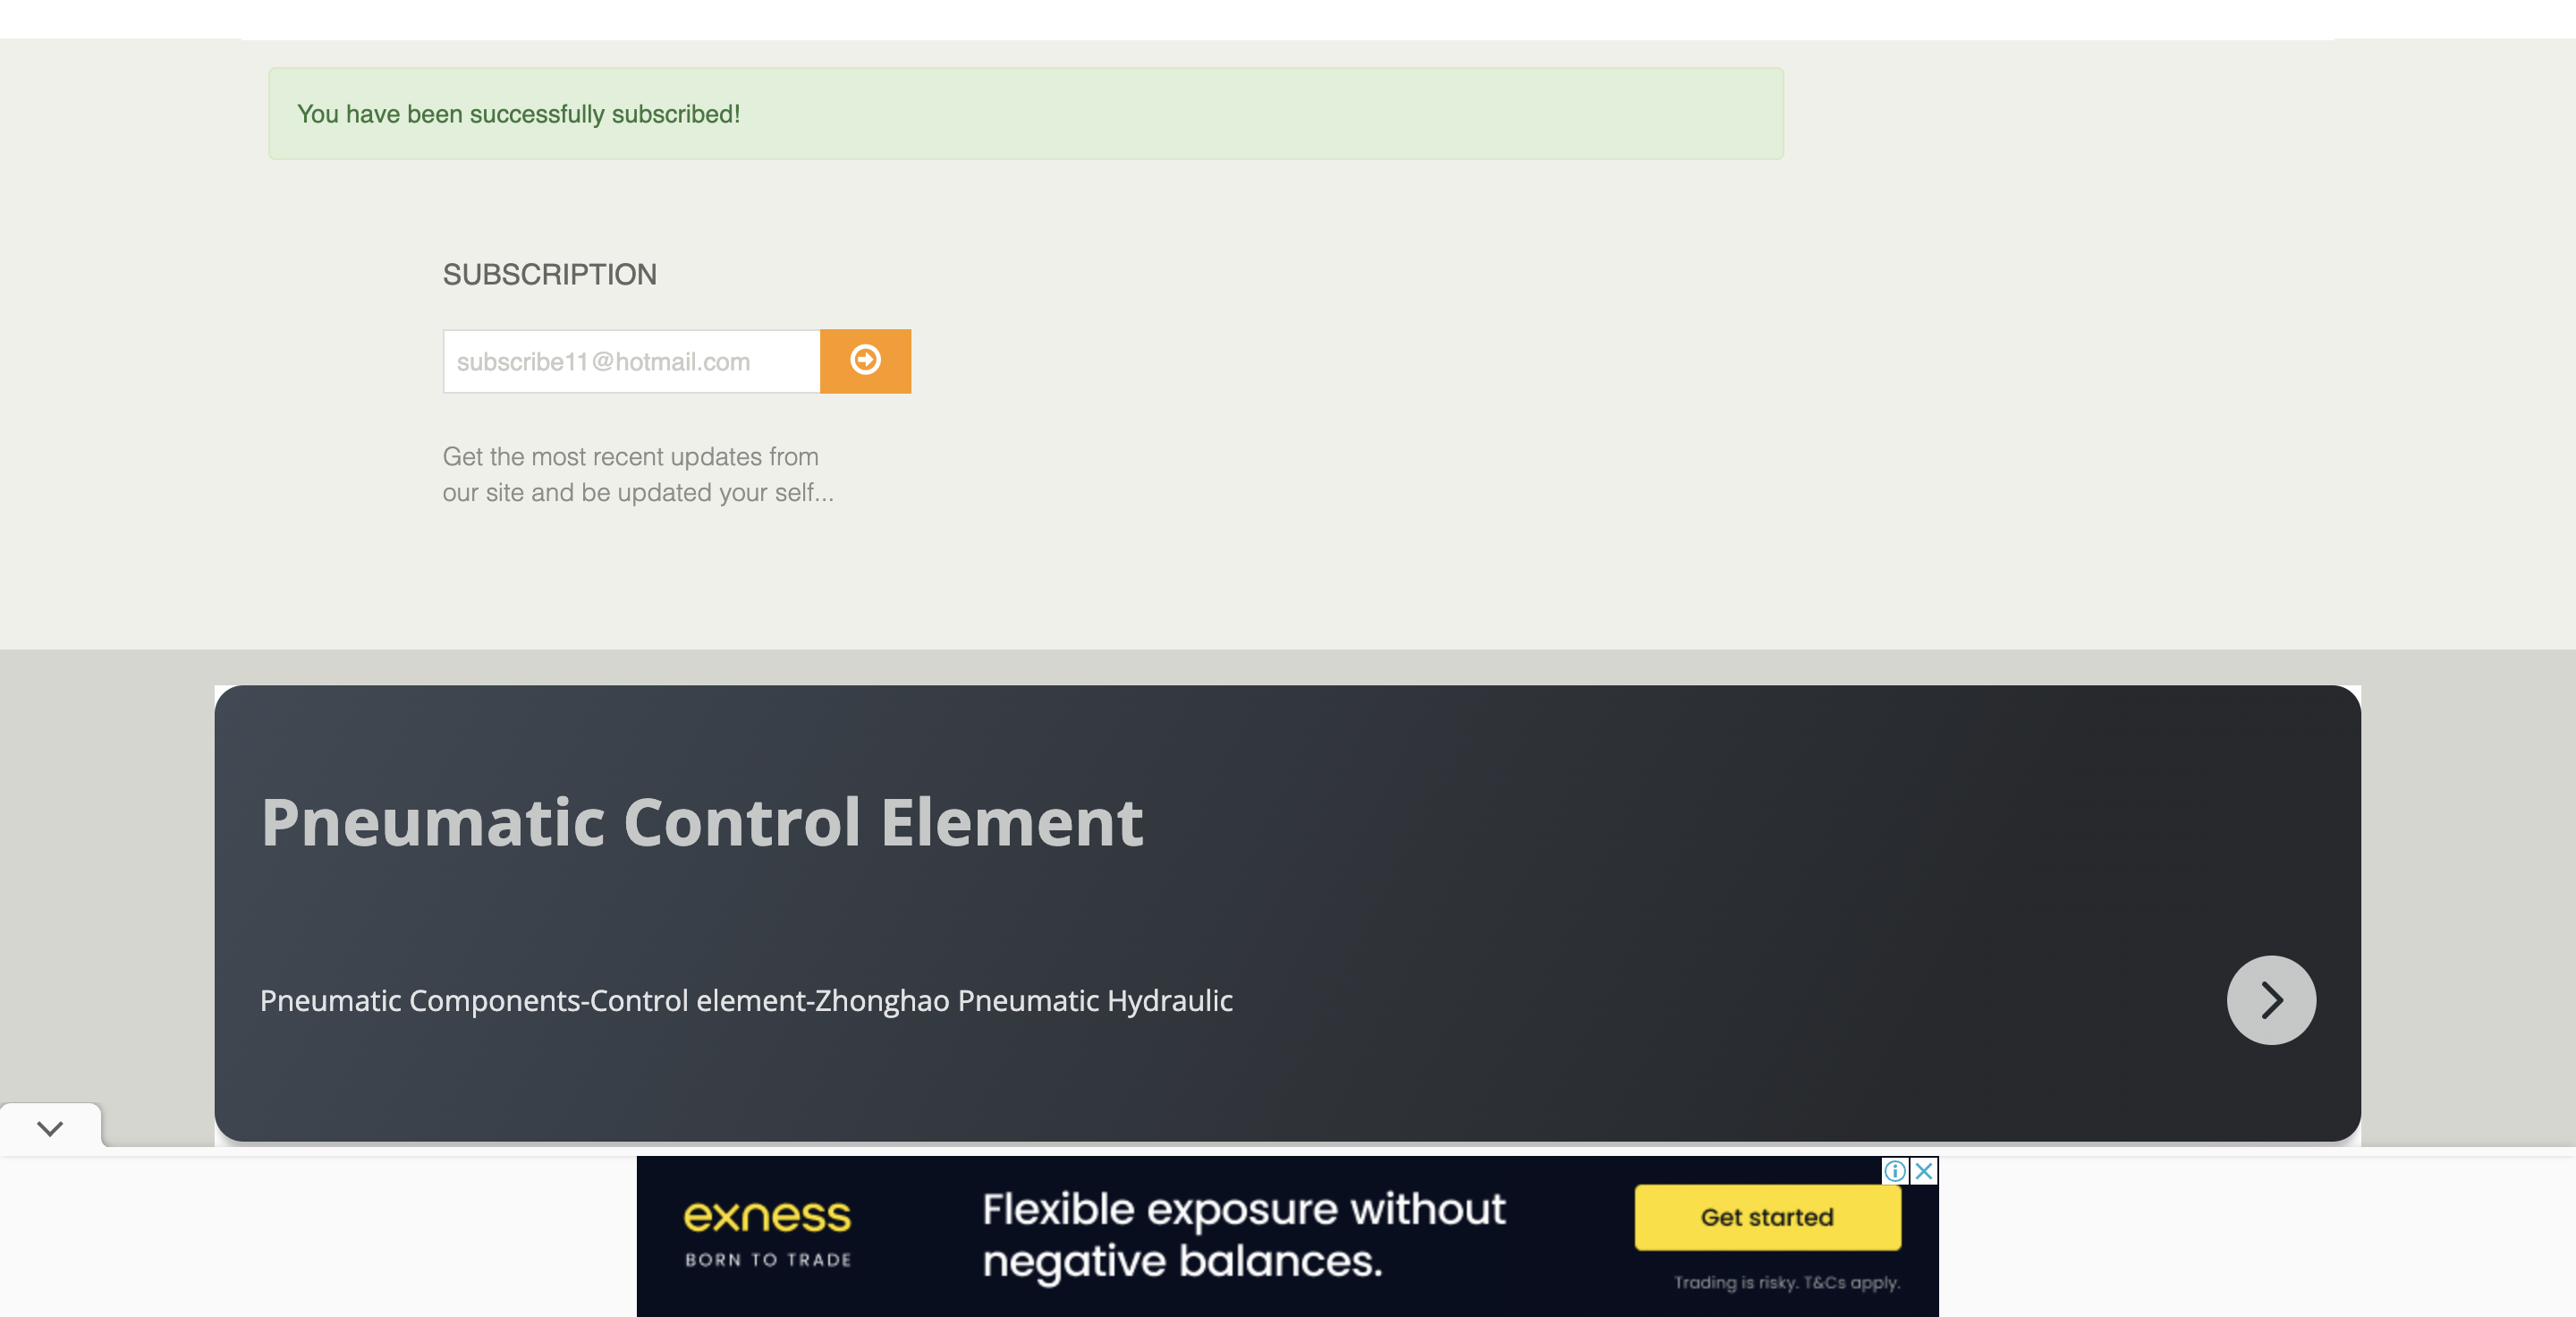 You have been successfully subscribed!
SUBSCRIPTION
subscribe11@hotmail.com
Get the most recent updates from
our site and be updated your self...
Pneumatic Control Element
Pneumatic Components-Control element-Zhonghao Pneumatic Hydraulic
exness
BORN TO TRADE
Flexible exposure without
negative balances.
Get started
Trading is risky. T&Cs apply.